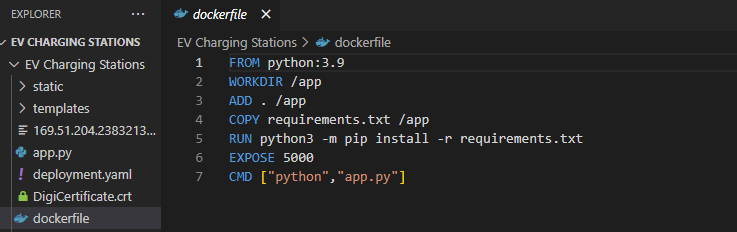 EXPLORER
EV CHARGING STATIONS
EV Charging Stations
static
templates
169.51.204.2383213...
app.py
deployment.yaml
DigiCertificate.crt
dockerfile
dockerfile
EV Charging Stations > dockerfile
1 FROM python:3.9
2 WORKDIR /app
3 ADD . /app
4 COPY requirements.txt /app
5 RUN python3 -m pip install -r requirements.txt
6 EXPOSE 5000
7 CMD ["python","app.py"]